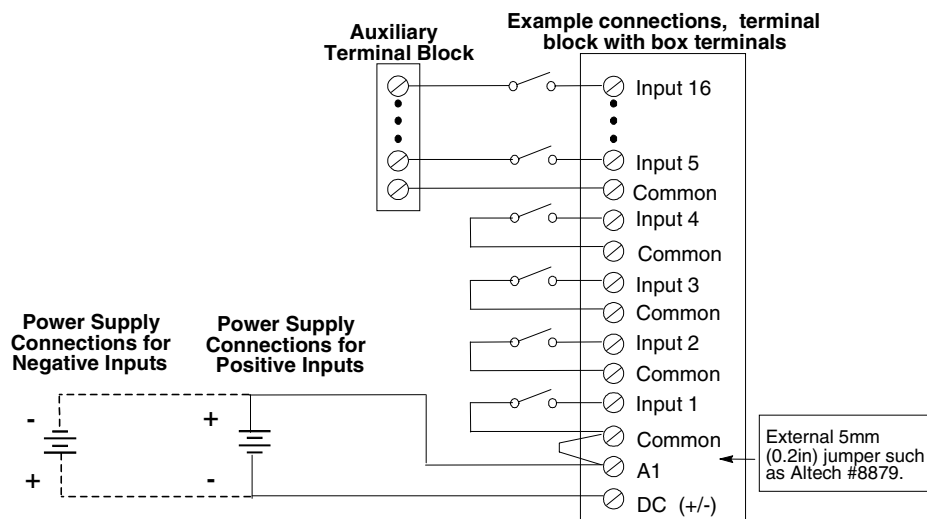 Example connections,  terminal
block with box terminals
Auxiliary
Terminal Block
Input 16
Input 5
Common
Input 4
Common
Input 3
Common
Input 2
Common
Input 1
Common
A1
DC  (+/-)
Power Supply
Connections for
Negative Inputs
Power Supply
Connections for
Positive Inputs
-
+
+
-
External 5mm
(0.2in) jumper such
as Altech #8879.